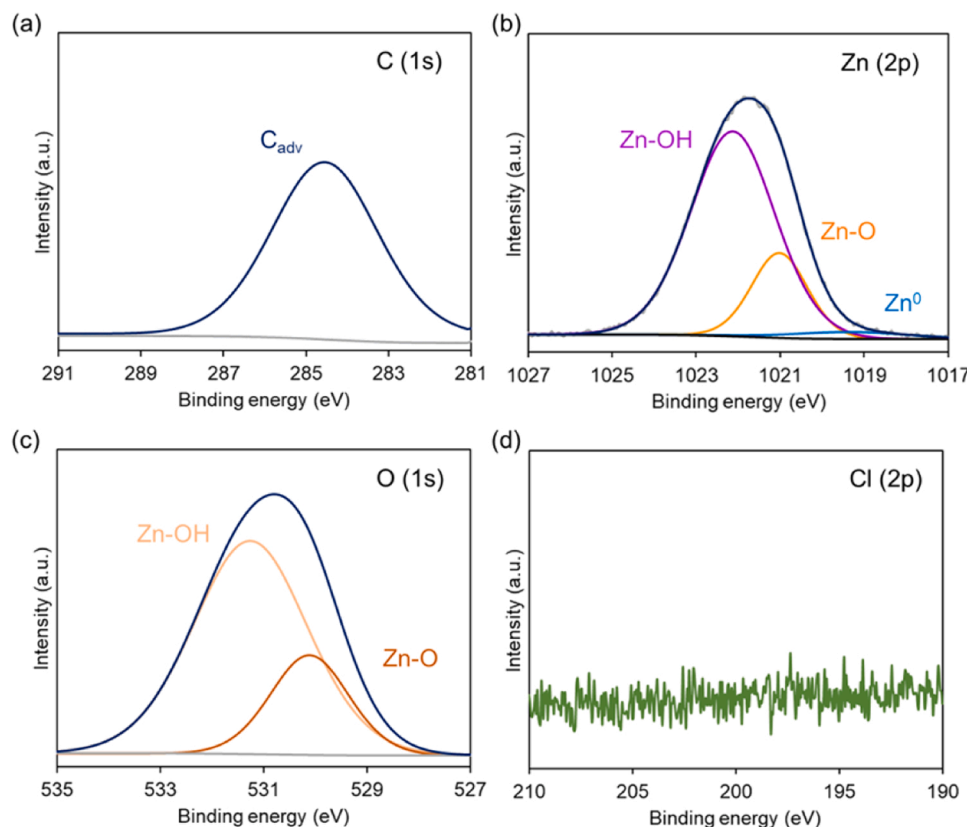 (a)
C (1s)
C_adv
Intensity (a.u.)
291 289 287 285 283 281
Binding energy (eV)
(b)
Zn (2p)
Zn-OH
Zn-O
Zn⁰
Intensity (a.u.)
1027 1025 1023 1021 1019 1017
Binding energy (eV)
(c)
O (1s)
Zn-OH
Zn-O
Intensity (a.u.)
535 533 531 529 527
Binding energy (eV)
(d)
Cl (2p)
Intensity (a.u.)
210 205 200 195 190
Binding energy (eV)